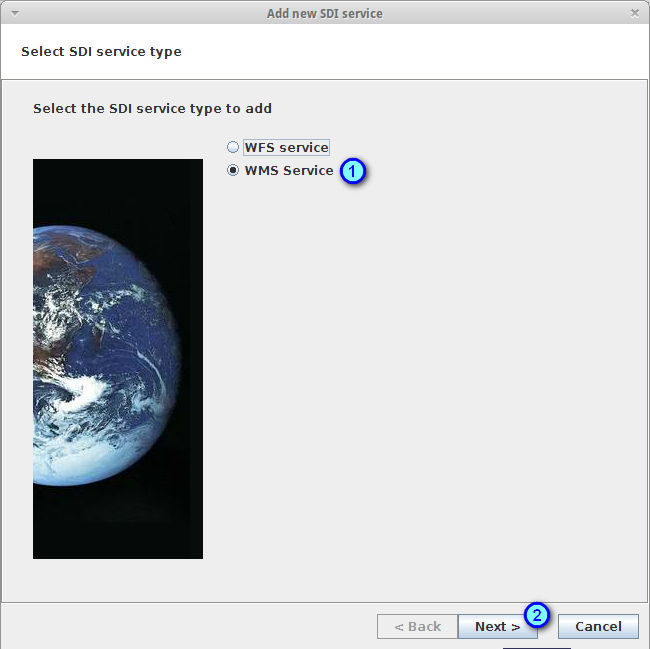 Add new SDI service
Select SDI service type
Select the SDI service type to add
WFS service
WMS Service 1
2
< Back Next > Cancel